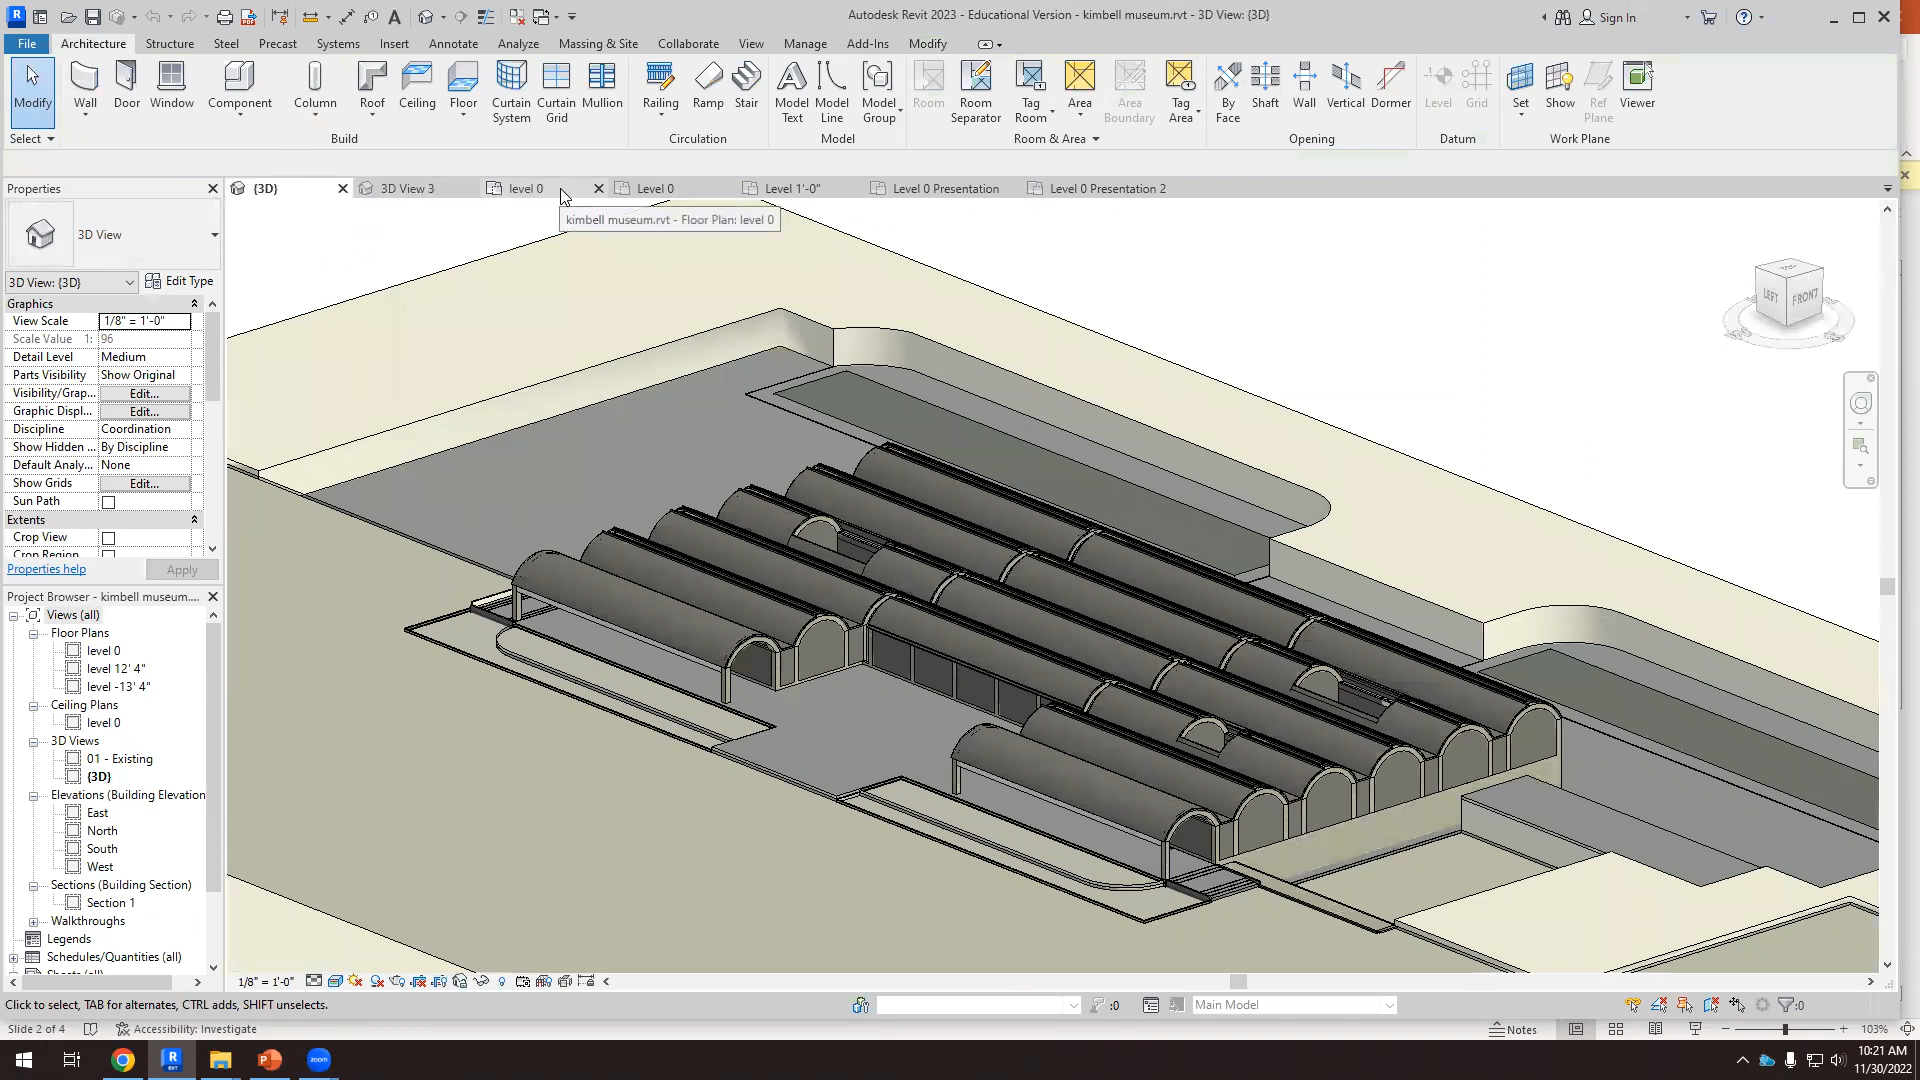 Autodesk Revit 2023 - Educational Version - kimbell museum.rvt - 3D View: {3D}
Sign In
File Architecture Structure Steel Precast Systems Insert Annotate Analyze Massing & Site Collaborate View Manage Add-Ins Modify
Modify Wall Door Window Component Column Roof Ceiling Floor Curtain System Curtain Grid Mullion Railing Ramp Stair Model Text Model Line Model Group Room Room Separator Tag Room Area Area Boundary Tag Area By Face Shaft Wall Vertical Dormer Level Grid Set Show Ref Plane Viewer
Select Build Circulation Model Room & Area Opening Datum Work Plane
Properties
{3D} 3D View 3 level 0 Level 0 Level 1'-0" Level 0 Presentation Level 0 Presentation 2
kimbell museum.rvt - Floor Plan: level 0
3D View
3D View: {3D} Edit Type
Graphics
View Scale 1/8" = 1'-0"
Scale Value 1: 96
Detail Level Medium
Parts Visibility Show Original
Visibility/Grap... Edit...
Graphic Displ... Edit...
Discipline Coordination
Show Hidden ... By Discipline
Default Analy... None
Show Grids Edit...
Sun Path
Extents
Crop View
Crop Region
Properties help Apply
LEFT FRONT
Project Browser - kimbell museum....
Views (all)
Floor Plans
level 0
level 12' 4"
level -13' 4"
Ceiling Plans
level 0
3D Views
01 - Existing
{3D}
Elevations (Building Elevation
East
North
South
West
Sections (Building Section)
Section 1
Walkthroughs
Legends
Schedules/Quantities (all)
Sheets (all)
1/8" = 1'-0"
Click to select, TAB for alternates, CTRL adds, SHIFT unselects.
:0
Main Model
:0
Slide 2 of 4
Accessibility: Investigate
Notes
103%
zoom
10:21 AM
11/30/2022